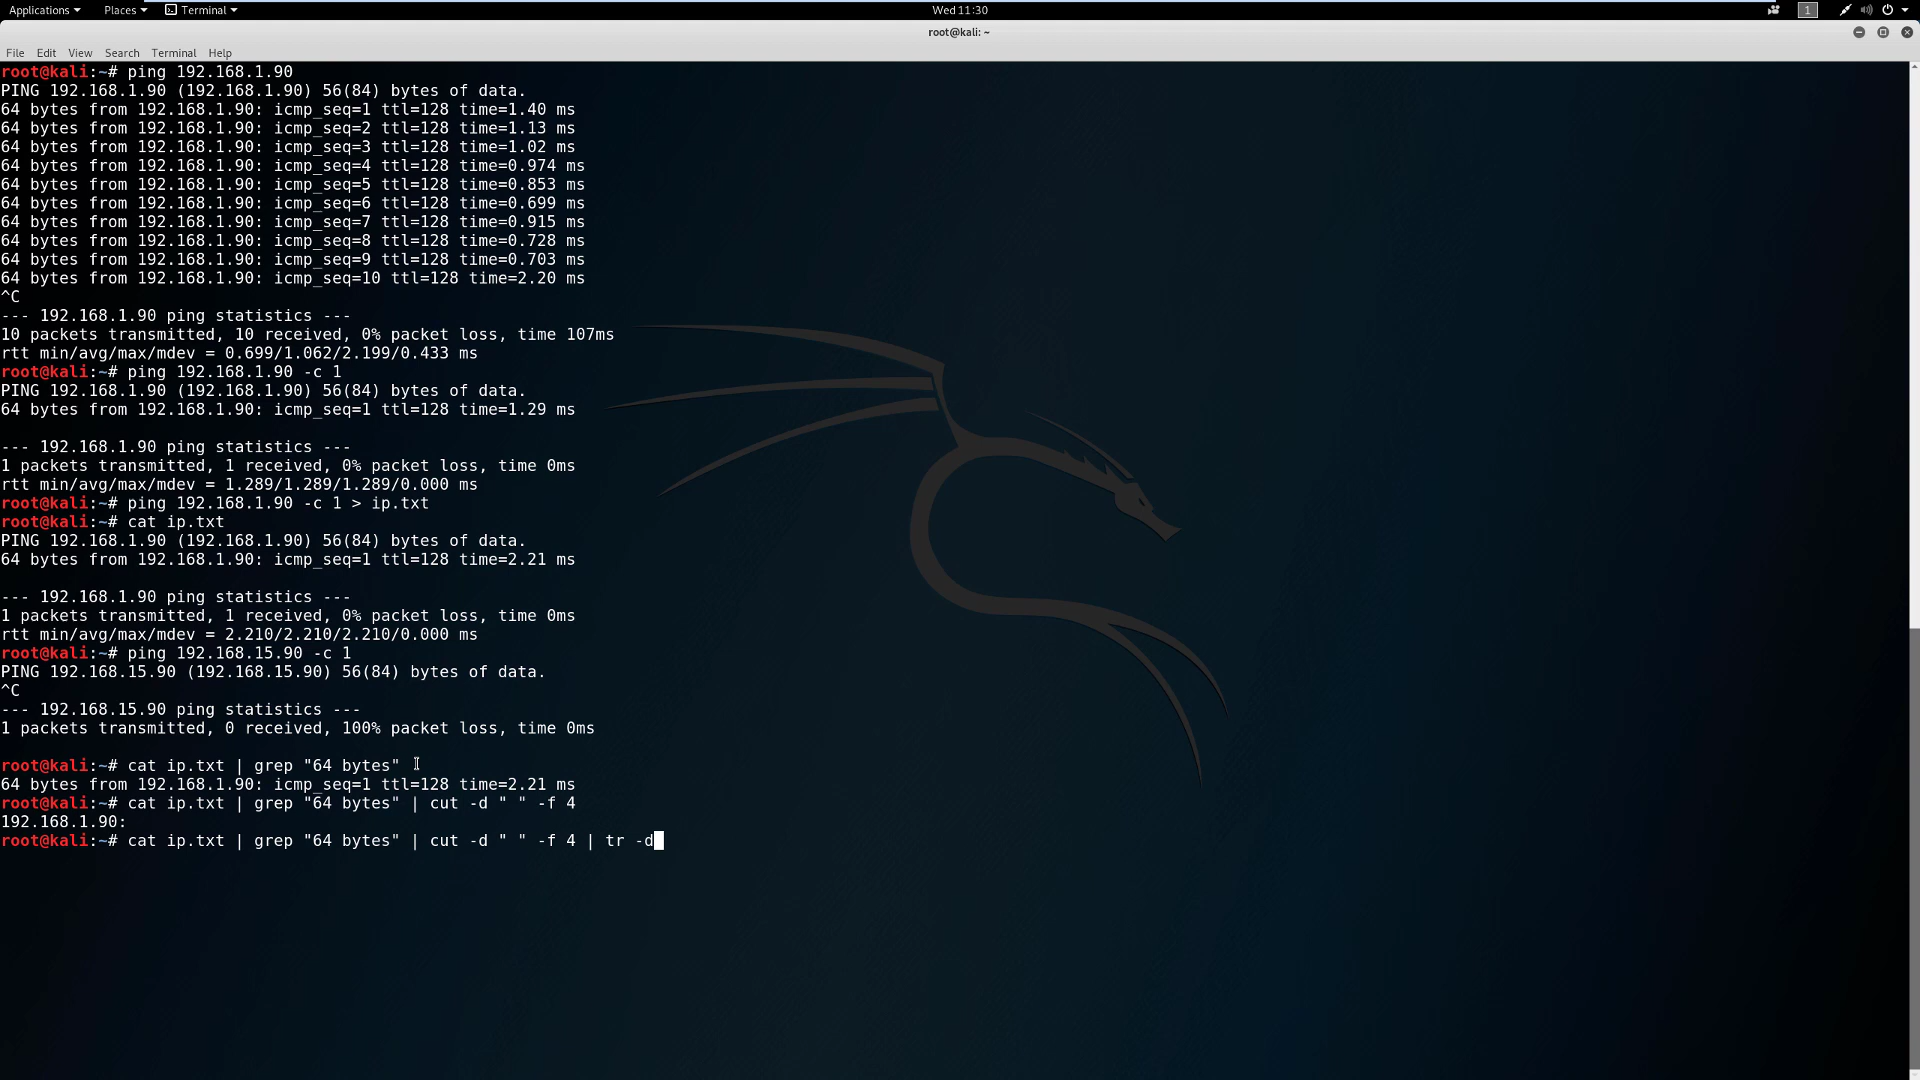 Applications Places Terminal Wed 11:30 1
root@kali: ~
File Edit View Search Terminal Help
root@kali:~# ping 192.168.1.90
PING 192.168.1.90 (192.168.1.90) 56(84) bytes of data.
64 bytes from 192.168.1.90: icmp_seq=1 ttl=128 time=1.40 ms
64 bytes from 192.168.1.90: icmp_seq=2 ttl=128 time=1.13 ms
64 bytes from 192.168.1.90: icmp_seq=3 ttl=128 time=1.02 ms
64 bytes from 192.168.1.90: icmp_seq=4 ttl=128 time=0.974 ms
64 bytes from 192.168.1.90: icmp_seq=5 ttl=128 time=0.853 ms
64 bytes from 192.168.1.90: icmp_seq=6 ttl=128 time=0.699 ms
64 bytes from 192.168.1.90: icmp_seq=7 ttl=128 time=0.915 ms
64 bytes from 192.168.1.90: icmp_seq=8 ttl=128 time=0.728 ms
64 bytes from 192.168.1.90: icmp_seq=9 ttl=128 time=0.703 ms
64 bytes from 192.168.1.90: icmp_seq=10 ttl=128 time=2.20 ms
^C
--- 192.168.1.90 ping statistics ---
10 packets transmitted, 10 received, 0% packet loss, time 107ms
rtt min/avg/max/mdev = 0.699/1.062/2.199/0.433 ms
root@kali:~# ping 192.168.1.90 -c 1
PING 192.168.1.90 (192.168.1.90) 56(84) bytes of data.
64 bytes from 192.168.1.90: icmp_seq=1 ttl=128 time=1.29 ms
--- 192.168.1.90 ping statistics ---
1 packets transmitted, 1 received, 0% packet loss, time 0ms
rtt min/avg/max/mdev = 1.289/1.289/1.289/0.000 ms
root@kali:~# ping 192.168.1.90 -c 1 > ip.txt
root@kali:~# cat ip.txt
PING 192.168.1.90 (192.168.1.90) 56(84) bytes of data.
64 bytes from 192.168.1.90: icmp_seq=1 ttl=128 time=2.21 ms
--- 192.168.1.90 ping statistics ---
1 packets transmitted, 1 received, 0% packet loss, time 0ms
rtt min/avg/max/mdev = 2.210/2.210/2.210/0.000 ms
root@kali:~# ping 192.168.15.90 -c 1
PING 192.168.15.90 (192.168.15.90) 56(84) bytes of data.
^C
--- 192.168.15.90 ping statistics ---
1 packets transmitted, 0 received, 100% packet loss, time 0ms
root@kali:~# cat ip.txt | grep "64 bytes"
64 bytes from 192.168.1.90: icmp_seq=1 ttl=128 time=2.21 ms
root@kali:~# cat ip.txt | grep "64 bytes" | cut -d " " -f 4
192.168.1.90:
root@kali:~# cat ip.txt | grep "64 bytes" | cut -d " " -f 4 | tr -d